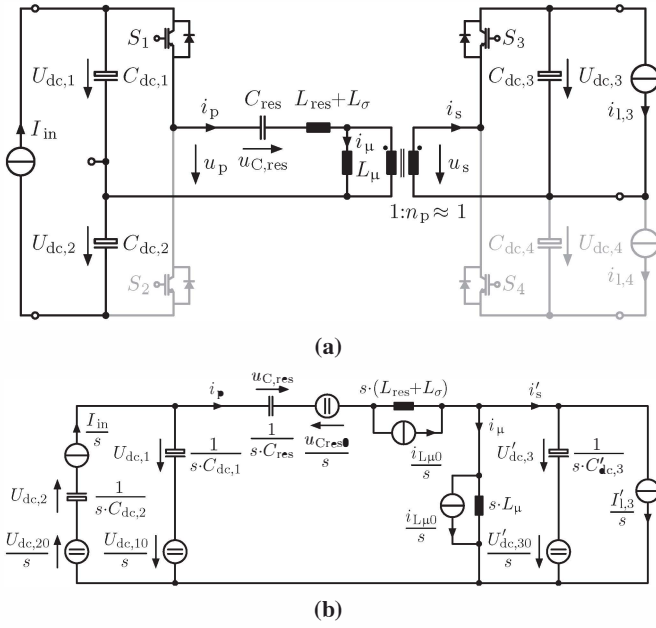 S1
S3
Udc,1
Cdc,1
Cres
Lres+Lσ
Cdc,3
Udc,3
ip
is
il,3
Iin
iμ
up
uC,res
Lμ
us
1:np ≈ 1
Udc,2
Cdc,2
Cdc,4
Udc,4
S2
S4
il,4
(a)
uC,res
s·(Lres+Lσ)
ip
i's
Iin/s
Udc,1
1/s·Cdc,1
1/s·Cres
uCres0/s
iLμ0/s
iμ
U'dc,3
1/s·C'dc,3
Udc,2
1/s·Cdc,2
iLμ0/s
s·Lμ
I'l,3/s
Udc,20/s
Udc,10/s
U'dc,30/s
(b)